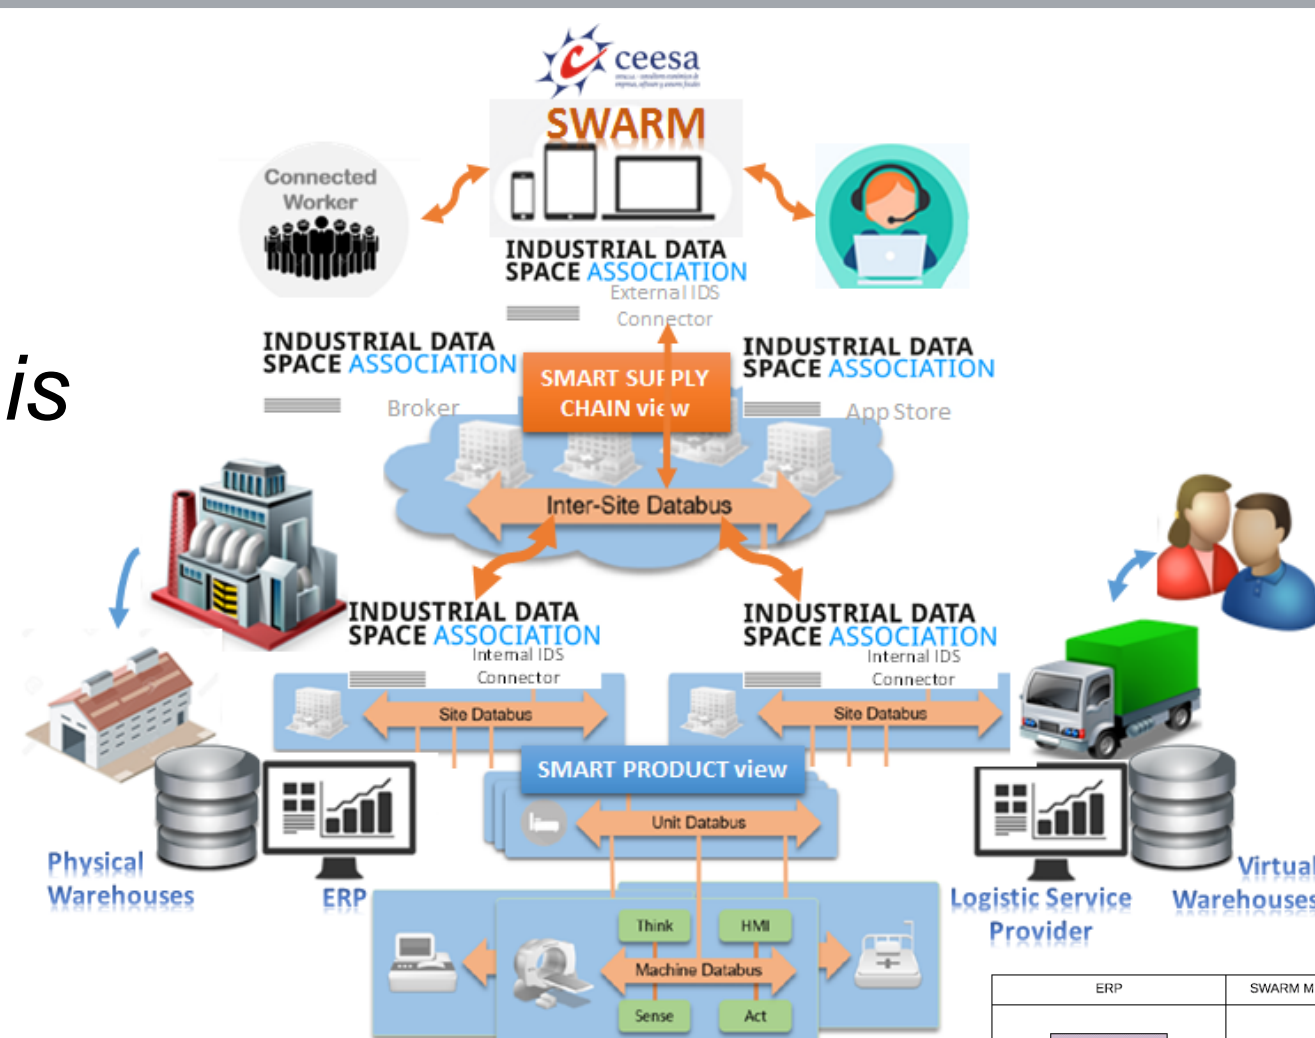 ceesa
SWARM
Connected
Worker
INDUSTRIAL DATA
SPACE ASSOCIATION
External IDS
Connector
INDUSTRIAL DATA
SPACE ASSOCIATION
Broker
SMART SUPPLY
CHAIN view
INDUSTRIAL DATA
SPACE ASSOCIATION
App Store
is
Inter-Site Databus
INDUSTRIAL DATA
SPACE ASSOCIATION
Internal IDS
Connector
INDUSTRIAL DATA
SPACE ASSOCIATION
Internal IDS
Connector
Site Databus
Site Databus
SMART PRODUCT view
Unit Databus
Physical
Warehouses
ERP
Logistic Service
Provider
Virtual
Warehouses
Think
HMI
Machine Databus
Sense
Act
ERP
SWARM M